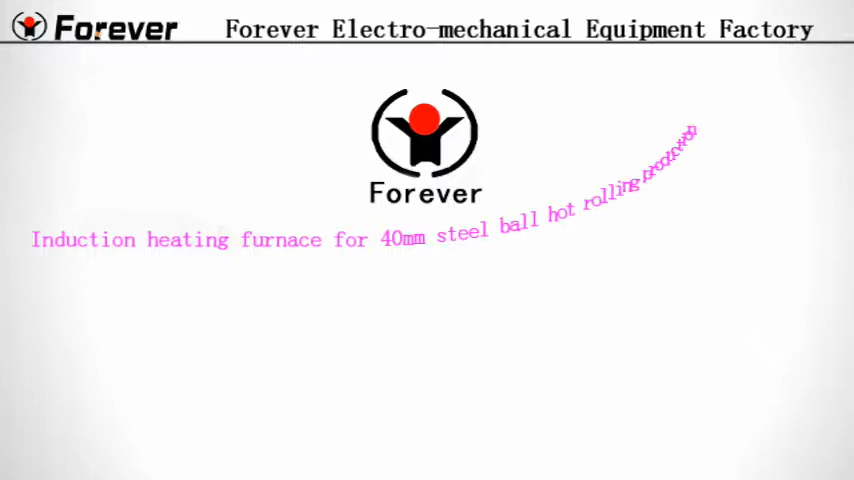 Forever
Forever Electro-mechanical Equipment Factory
Forever
Induction heating furnace for 40mm steel ball hot rolling production